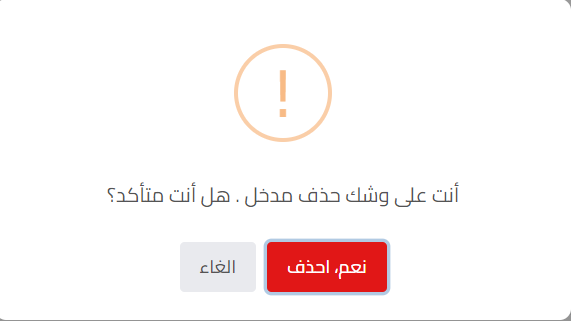 !
أنت على وشك حذف مدخل . هل أنت متأكد؟
نعم، احذف
الغاء